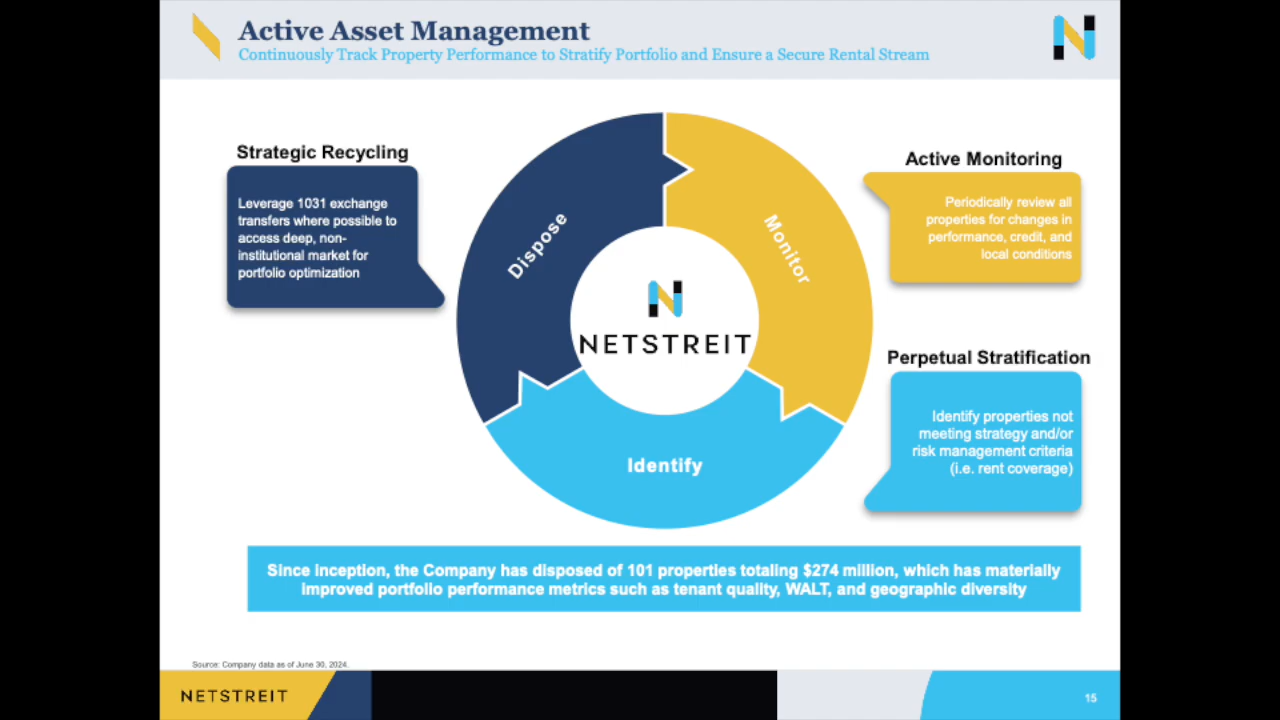 Active Asset Management
Continuously Track Property Performance to Stratify Portfolio and Ensure a Secure Rental Stream
Strategic Recycling
Leverage 1031 exchange
transfers where possible to
access deep, non-
institutional market for
portfolio optimization
Dispose
Monitor
Identify
NETSTREIT
Active Monitoring
Periodically review all
properties for changes in
performance, credit, and
local conditions
Perpetual Stratification
Identify properties not
meeting strategy and/or
risk management criteria
(i.e. rent coverage)
Since inception, the Company has disposed of 101 properties totaling $274 million, which has materially
improved portfolio performance metrics such as tenant quality, WALT, and geographic diversity
Source: Company data as of June 30, 2024.
NETSTREIT
15